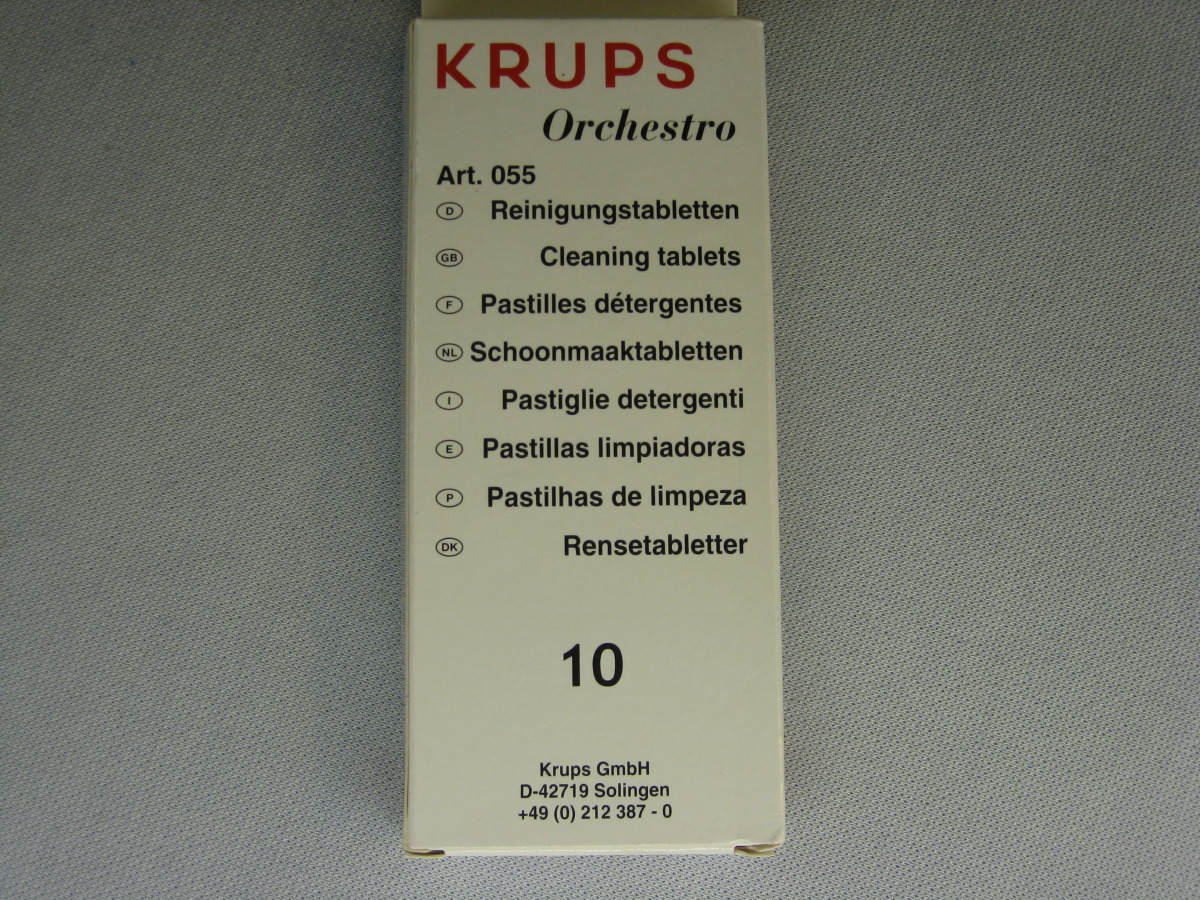 KRUPS
Orchestro
Art. 055
D Reinigungstabletten
GB Cleaning tablets
F Pastilles détergentes
NL Schoonmaaktabletten
I Pastiglie detergenti
E Pastillas limpiadoras
P Pastilhas de limpeza
DK Rensetabletter
10
Krups GmbH
D-42719 Solingen
+49 (0) 212 387 - 0